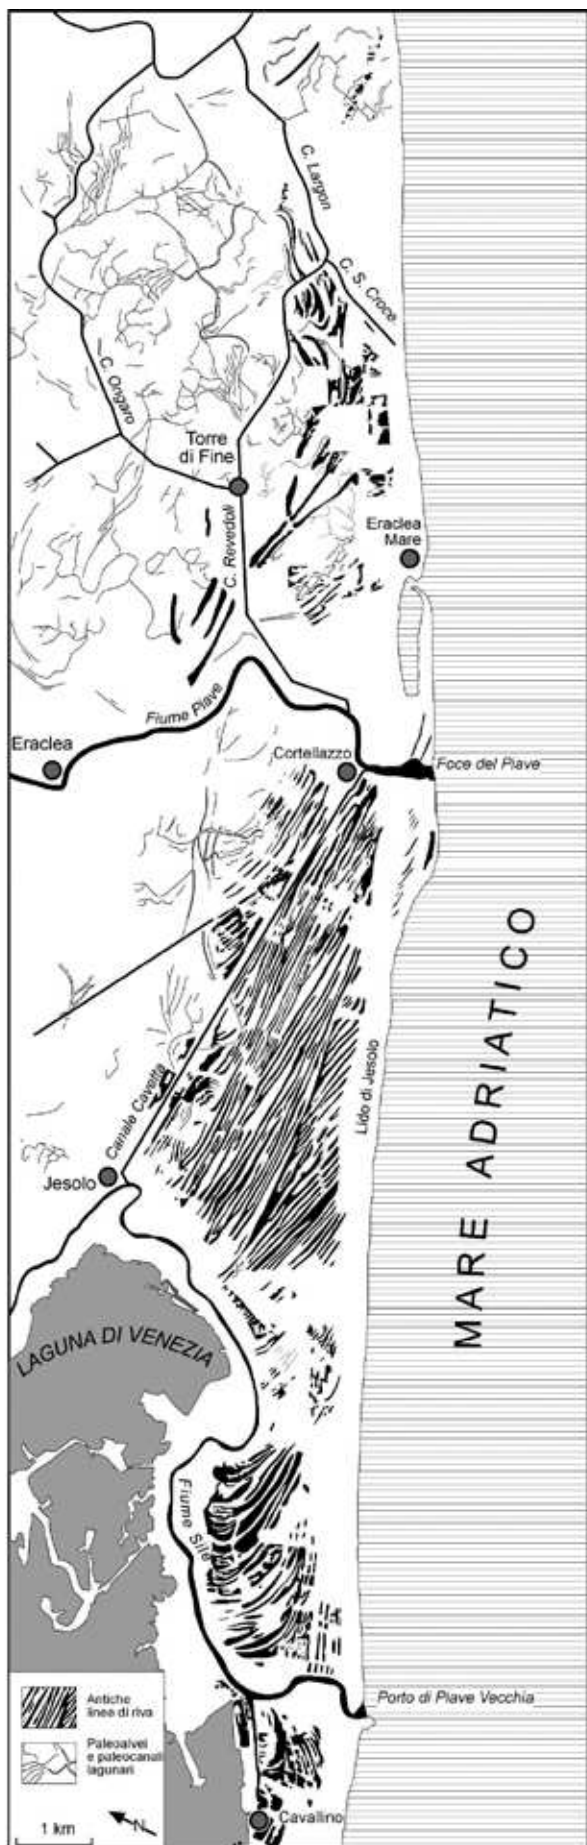 C. Largon
C. S. Croce
C. Ongaro
Torre
di Fine
C. Revedoli
Eraclea
Mare
Fiume Piave
Eraclea
Cortellazzo
Foce del Piave
MARE ADRIATICO
Lido di Jesolo
Canale Cavetta
Jesolo
LAGUNA DI VENEZIA
Fiume Sile
Porto di Piave Vecchia
Antiche
linea di riva
Paleoalvei
e paleocanali
lagunari
1 km
N
Cavallino